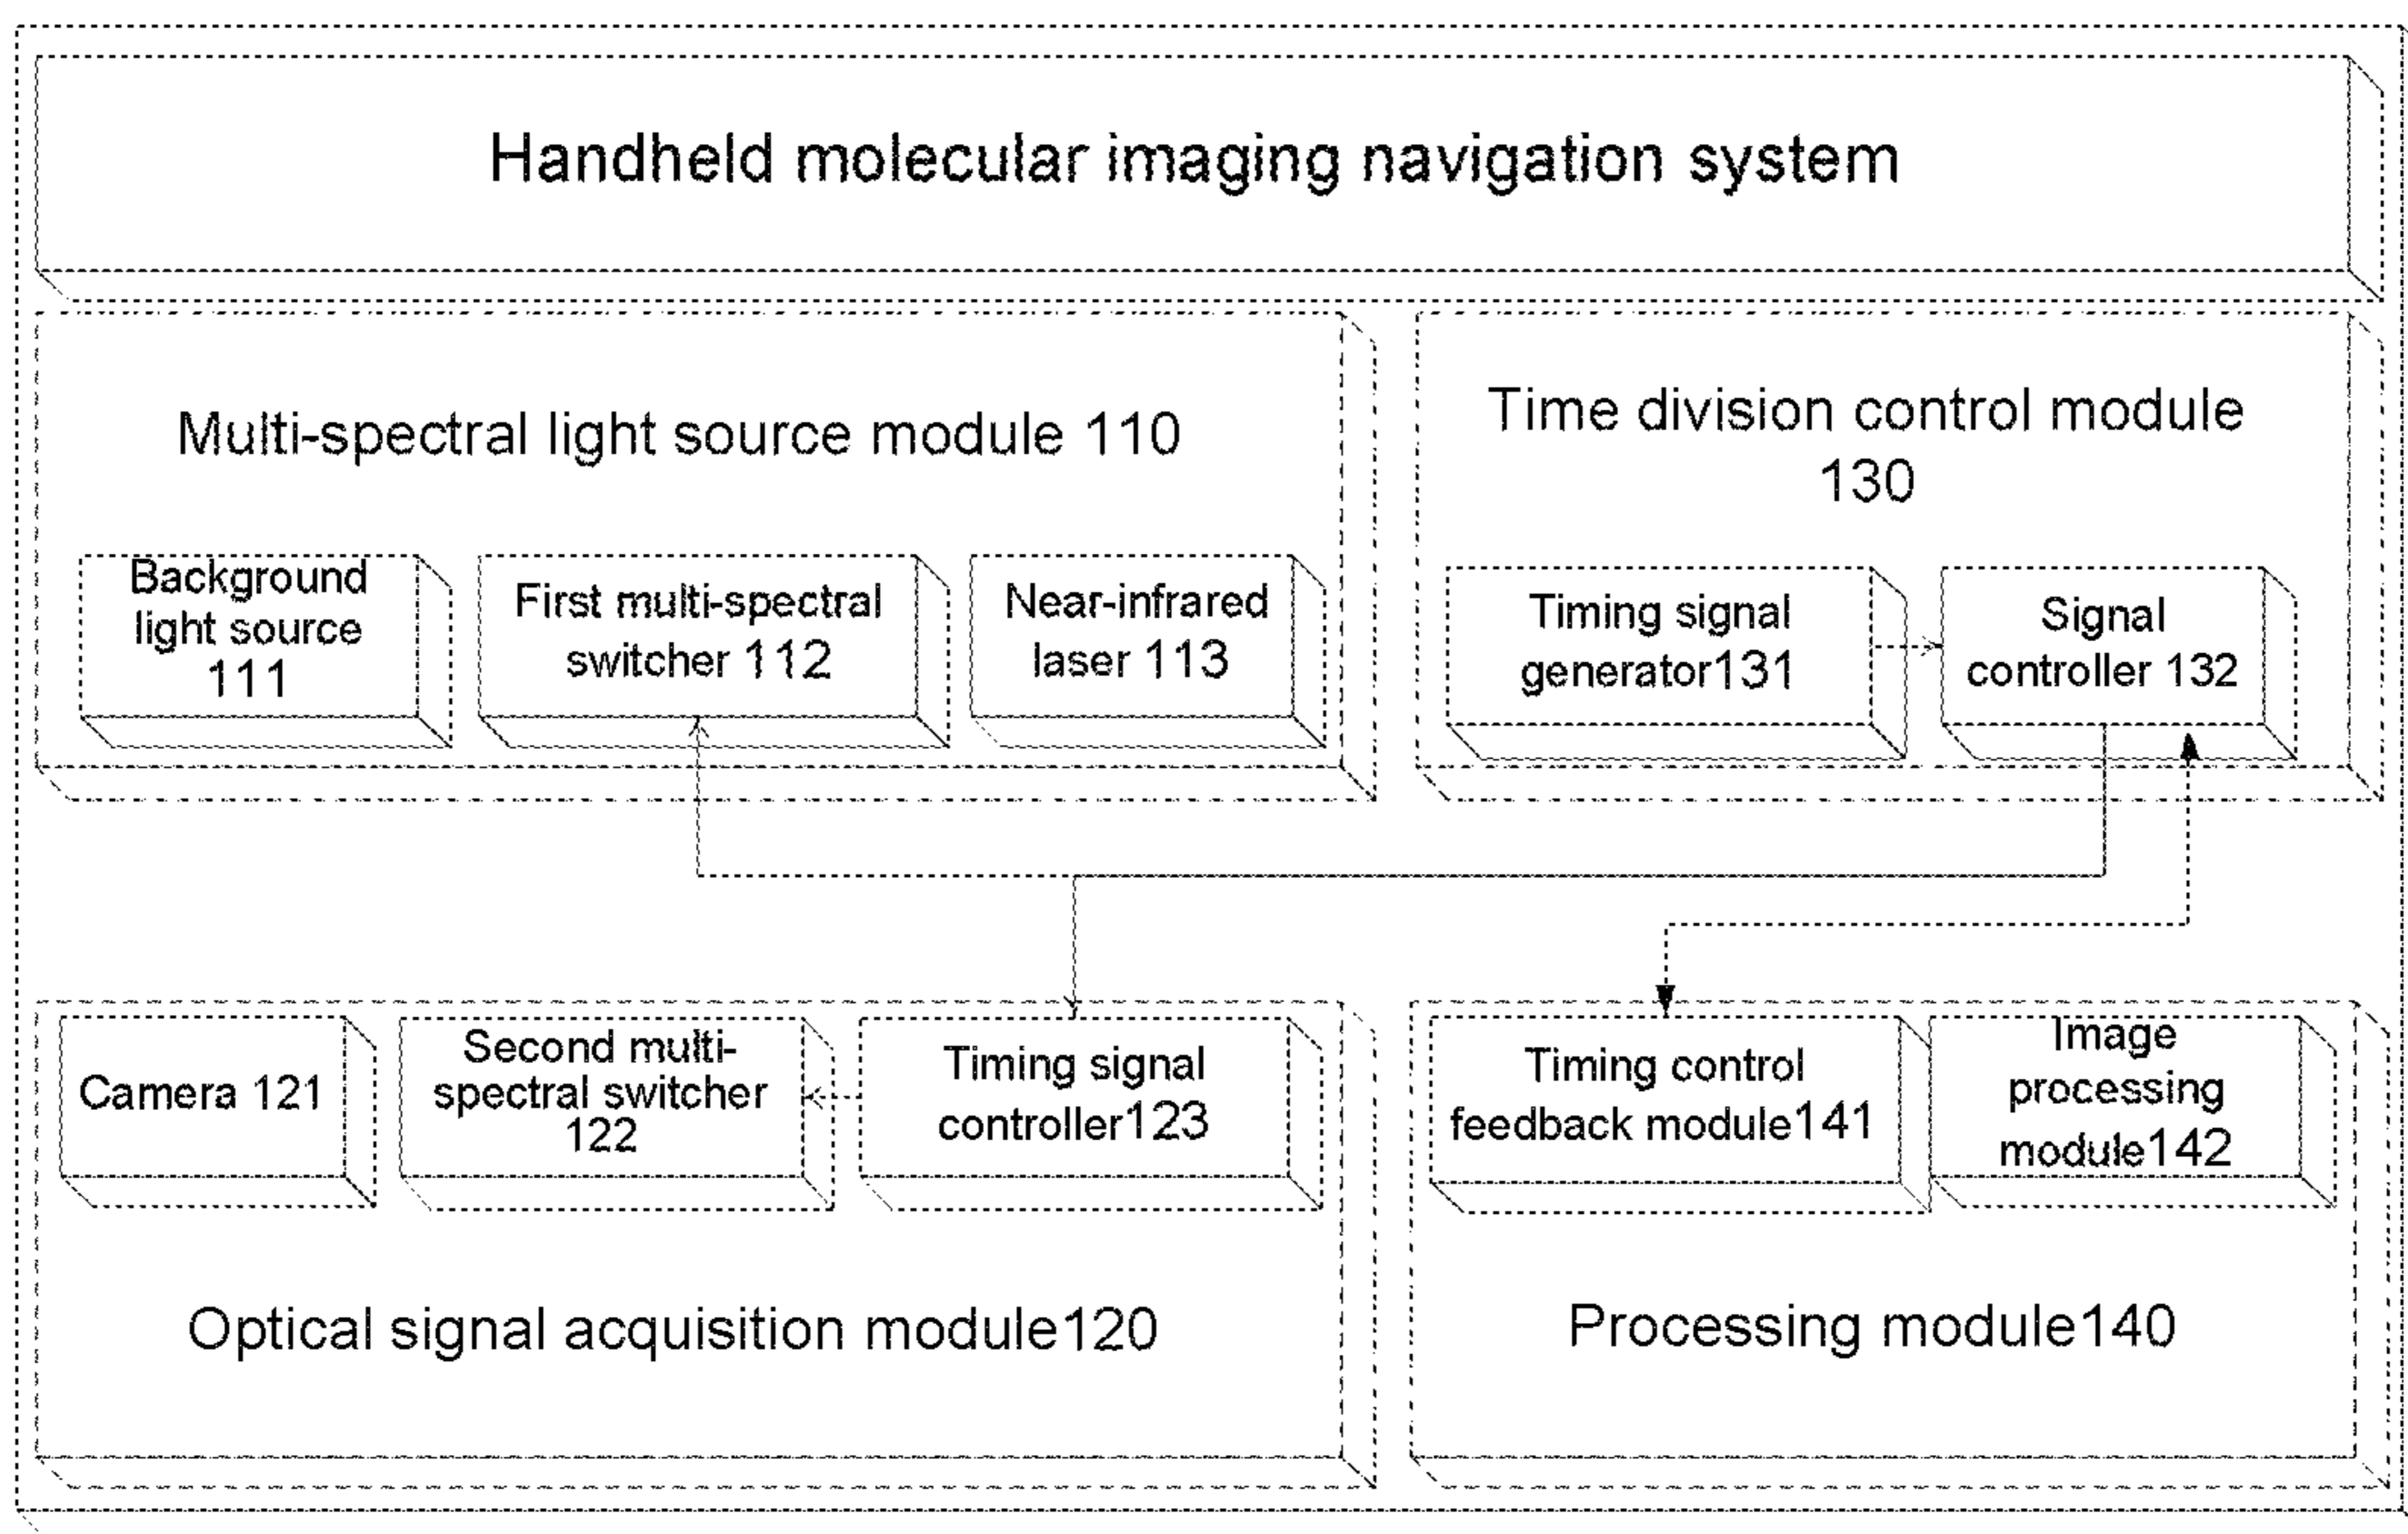 Handheld molecular imaging navigation system
Multi-spectral light source module 110
Background
light source
111
First multi-spectral
switcher 112
Near-infrared
laser 113
Time division control module
130
Timing signal
generator131
Signal
controller 132
Camera 121
Second multi-
spectral switcher
122
Timing signal
controller123
Optical signal acquisition module120
Timing control
feedback module141
Image
processing
module142
Processing module140